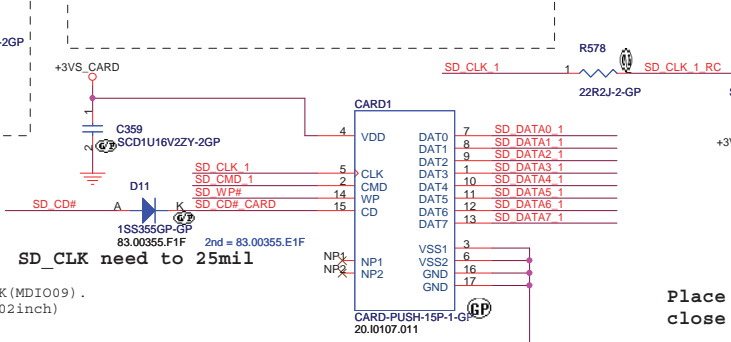 -2GP
R578
+3VS_CARD
SD_CLK_1
1
SD_CLK_1_RC
22R2J-2-GP
CARD1
1
C359
SCD1U16V2ZY-2GP
2
4
VDD
DAT0
7
SD_DATA0_1
DAT1
8
SD_DATA1_1
DAT2
9
SD_DATA2_1
SD_CLK_1
5
CLK
DAT3
1
SD_DATA3_1
SD_CMD_1
2
CMD
DAT4
10
SD_DATA4_1
SD_WP#
14
WP
DAT5
11
SD_DATA5_1
SD_CD#_CARD
15
CD
DAT6
12
SD_DATA6_1
DAT7
13
SD_DATA7_1
D11
SD_CD#
A
K
1SS355GP-GP
83.00355.F1F
2nd = 83.00355.E1F
SD_CLK need to 25mil
VSS1
3
NP1
NP1
VSS2
6
NP2
NP2
GND
16
GND
17
K(MDIO09).
02inch)
GP
CARD-PUSH-15P-1-GP
20.I0107.011
Place
close